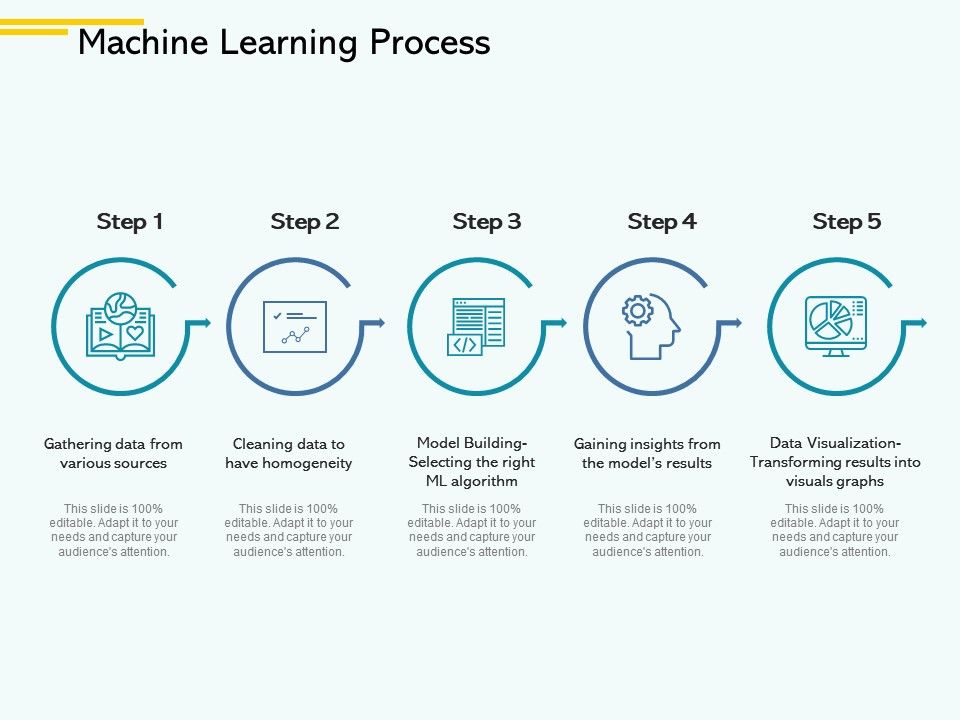 Machine Learning Process
Step 1
Step 2
Step 3
Step 4
Step 5
</>
Gathering data from
various sources
Cleaning data to
have homogeneity
Model Building-
Selecting the right
ML algorithm
Gaining insights from
the model's results
Data Visualization-
Transforming results into
visuals graphs
This slide is 100%
editable. Adapt it to your
needs and capture your
audience's attention.
This slide is 100%
editable. Adapt it to your
needs and capture your
audience's attention.
This slide is 100%
editable. Adapt it to your
needs and capture your
audience's attention.
This slide is 100%
editable. Adapt it to your
needs and capture your
audience's attention.
This slide is 100%
editable. Adapt it to your
needs and capture your
audience's attention.